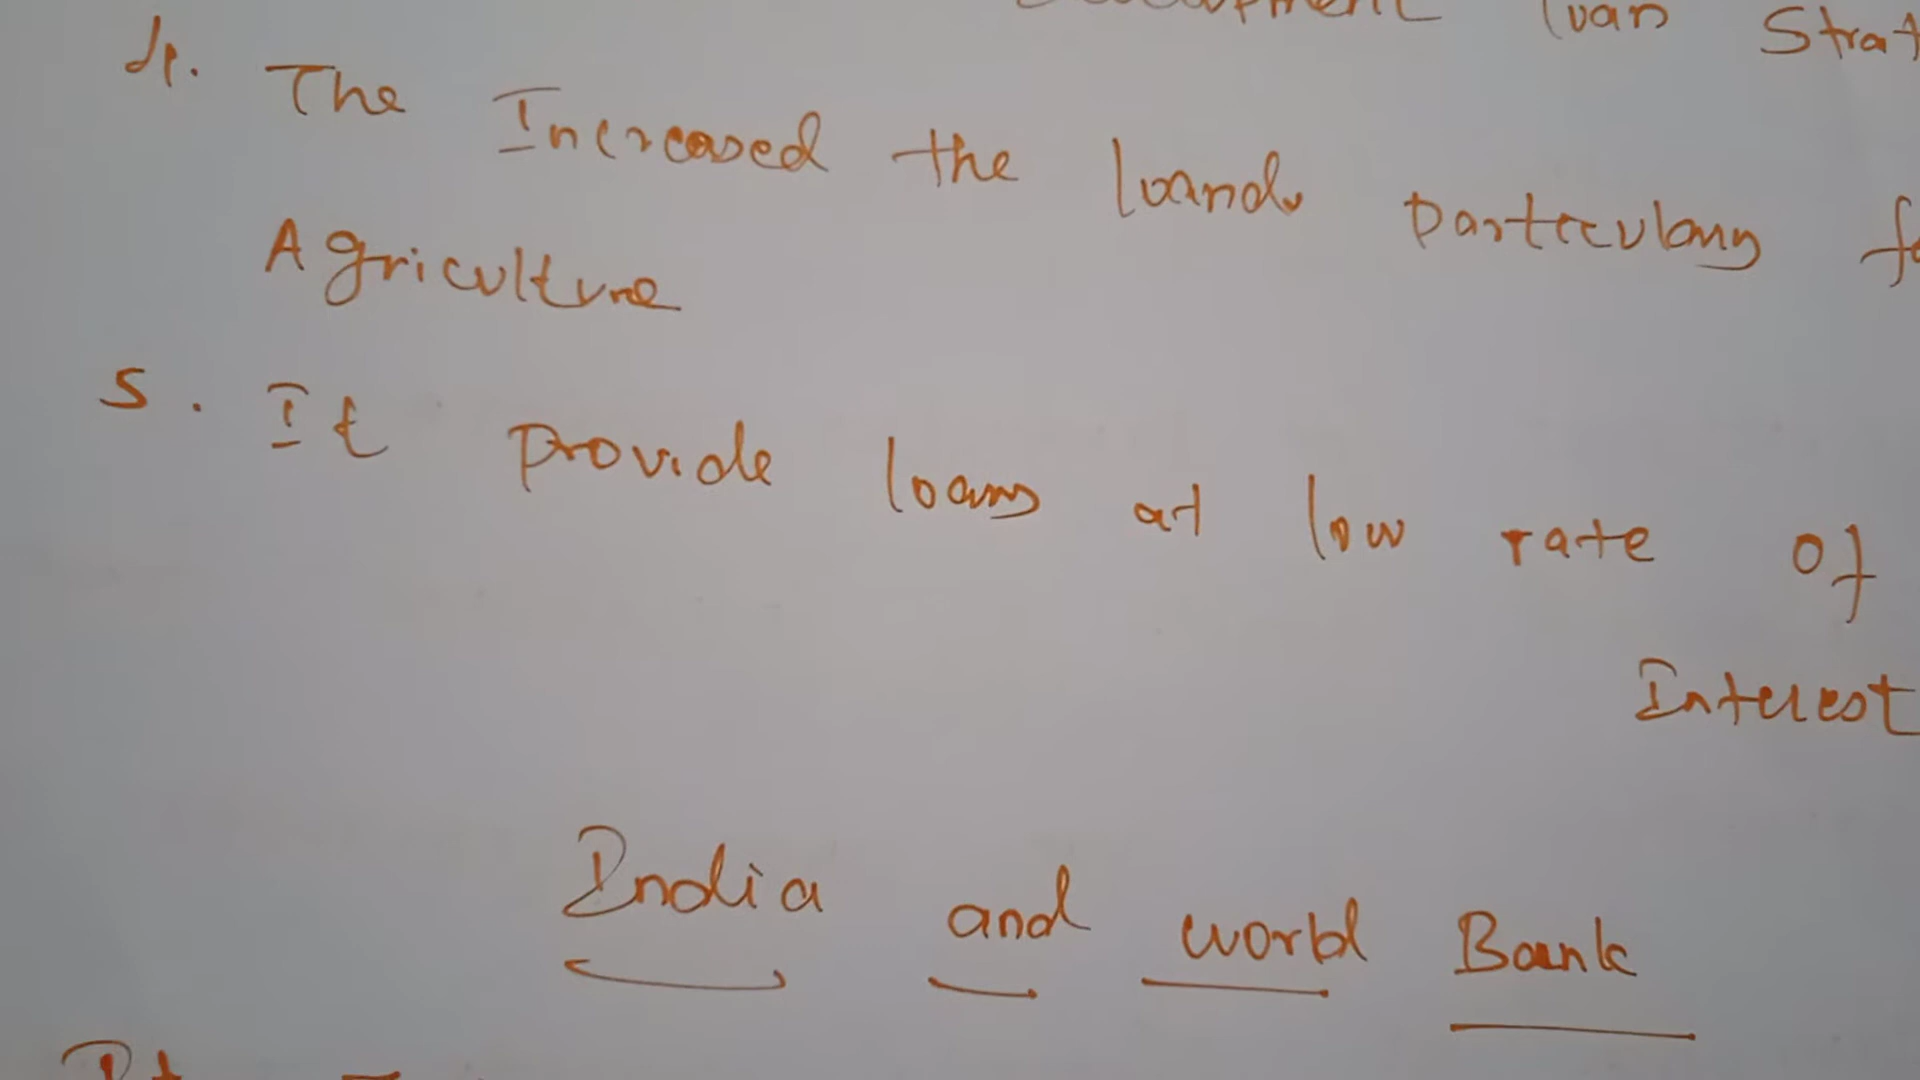 loan Strat
4. The Increased the loands particulary fo
Agriculture
5. It provide loans at low rate of
Interest
India and world Bank